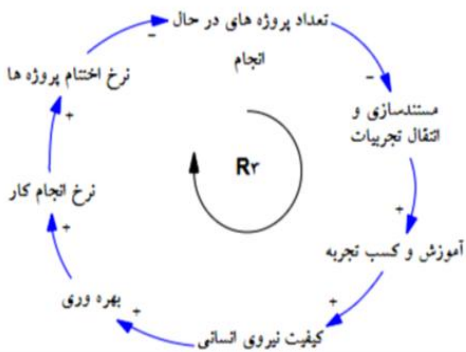 تعداد پروژه های در حال
انجام
-
-
نرخ اختتام پروژه ها
مستندسازی و
انتقال تجربیات
+
R۳
نرخ انجام کار
+
+
آموزش و کسب تجربه
بهره وری
+
+
کیفیت نیروی انسانی